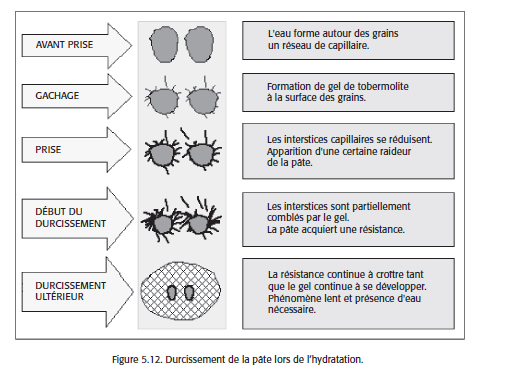 AVANT PRISE
L'eau forme autour des grains
un réseau de capillaire.
GACHAGE
Formation de gel de tobermolite
à la surface des grains.
PRISE
Les interstices capillaires se réduisent.
Apparition d'une certaine raideur
de la pâte.
DÉBUT DU
DURCISSEMENT
Les interstices sont partiellement
comblés par le gel.
La pâte acquiert une résistance.
DURCISSEMENT
ULTÉRIEUR
La résistance continue à croître tant
que le gel continue à se développer.
Phénomène lent et présence d'eau
nécessaire.
Figure 5.12. Durcissement de la pâte lors de l'hydratation.